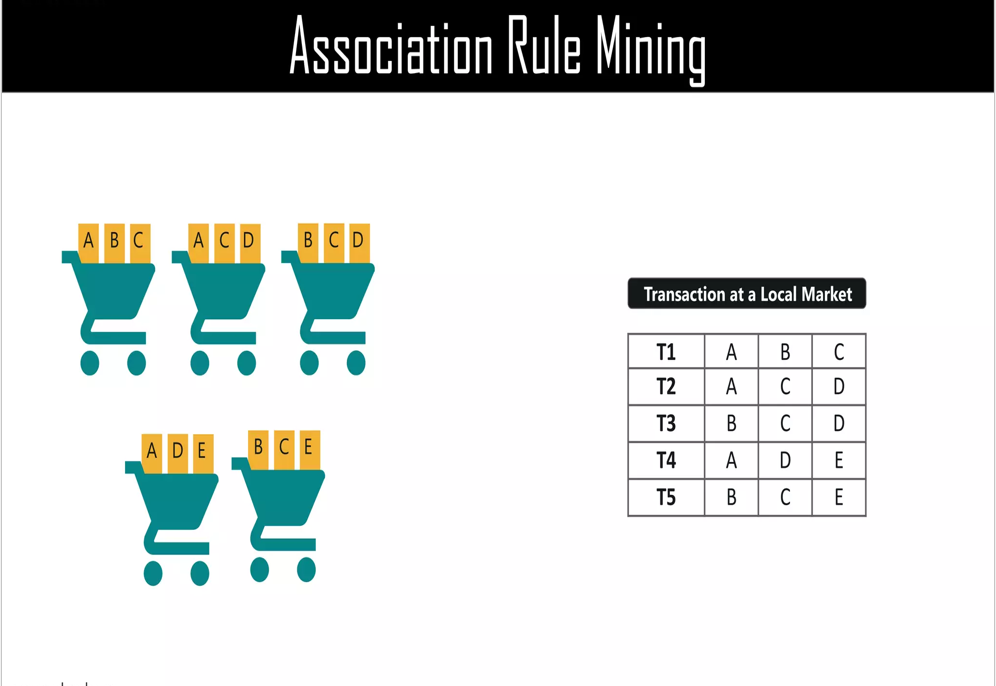 Association Rule Mining
A B C
A C D
B C D
A D E
B C E
Transaction at a Local Market
T1 A B C
T2 A C D
T3 B C D
T4 A D E
T5 B C E